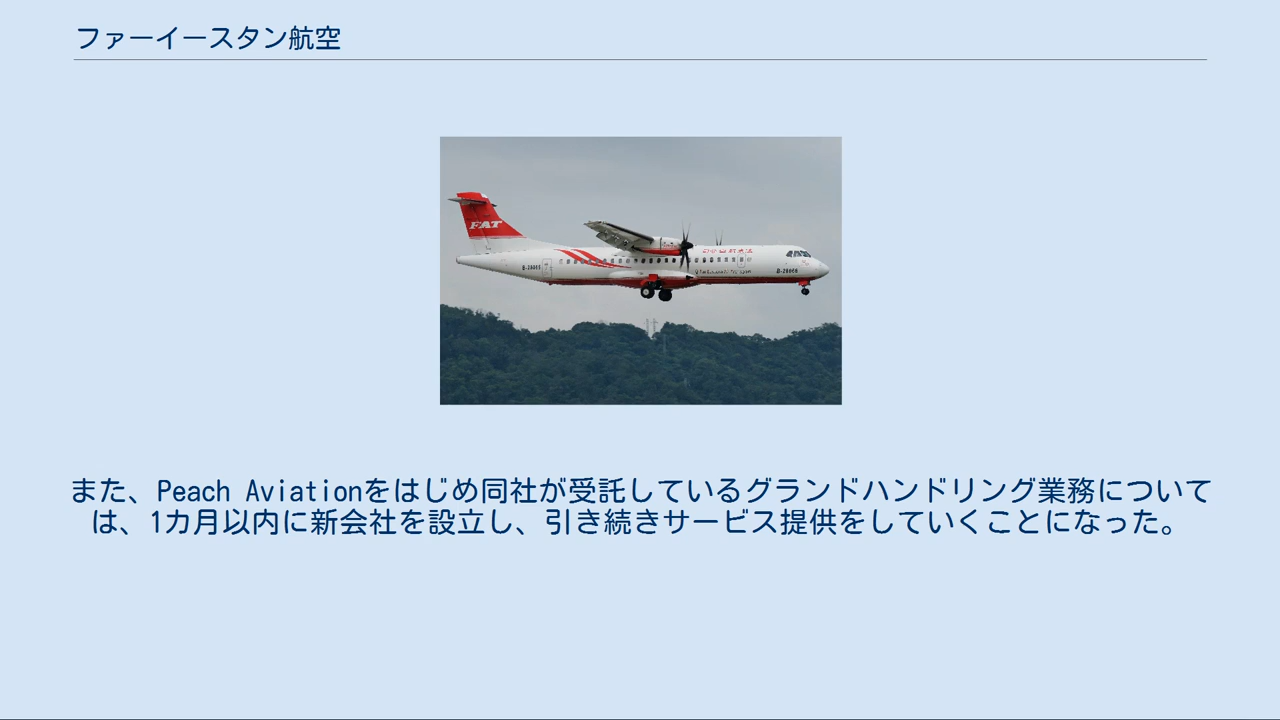 ファーイースタン航空
FAT
B-28065
B-28065
また、Peach Aviationをはじめ同社が受託しているグランドハンドリング業務について
は、1カ月以内に新会社を設立し、引き続きサービス提供をしていくことになった。